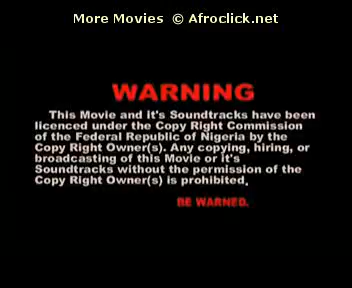 More Movies © Afroclick.net
WARNING
This Movie and it's Soundtracks have been
licenced under the Copy Right Commission
of the Federal Republic of Nigeria by the
Copy Right Owner(s). Any copying, hiring, or
broadcasting of this Movie or it's
Soundtracks without the permission of the
Copy Right Owner(s) is prohibited.
BE WARNED.